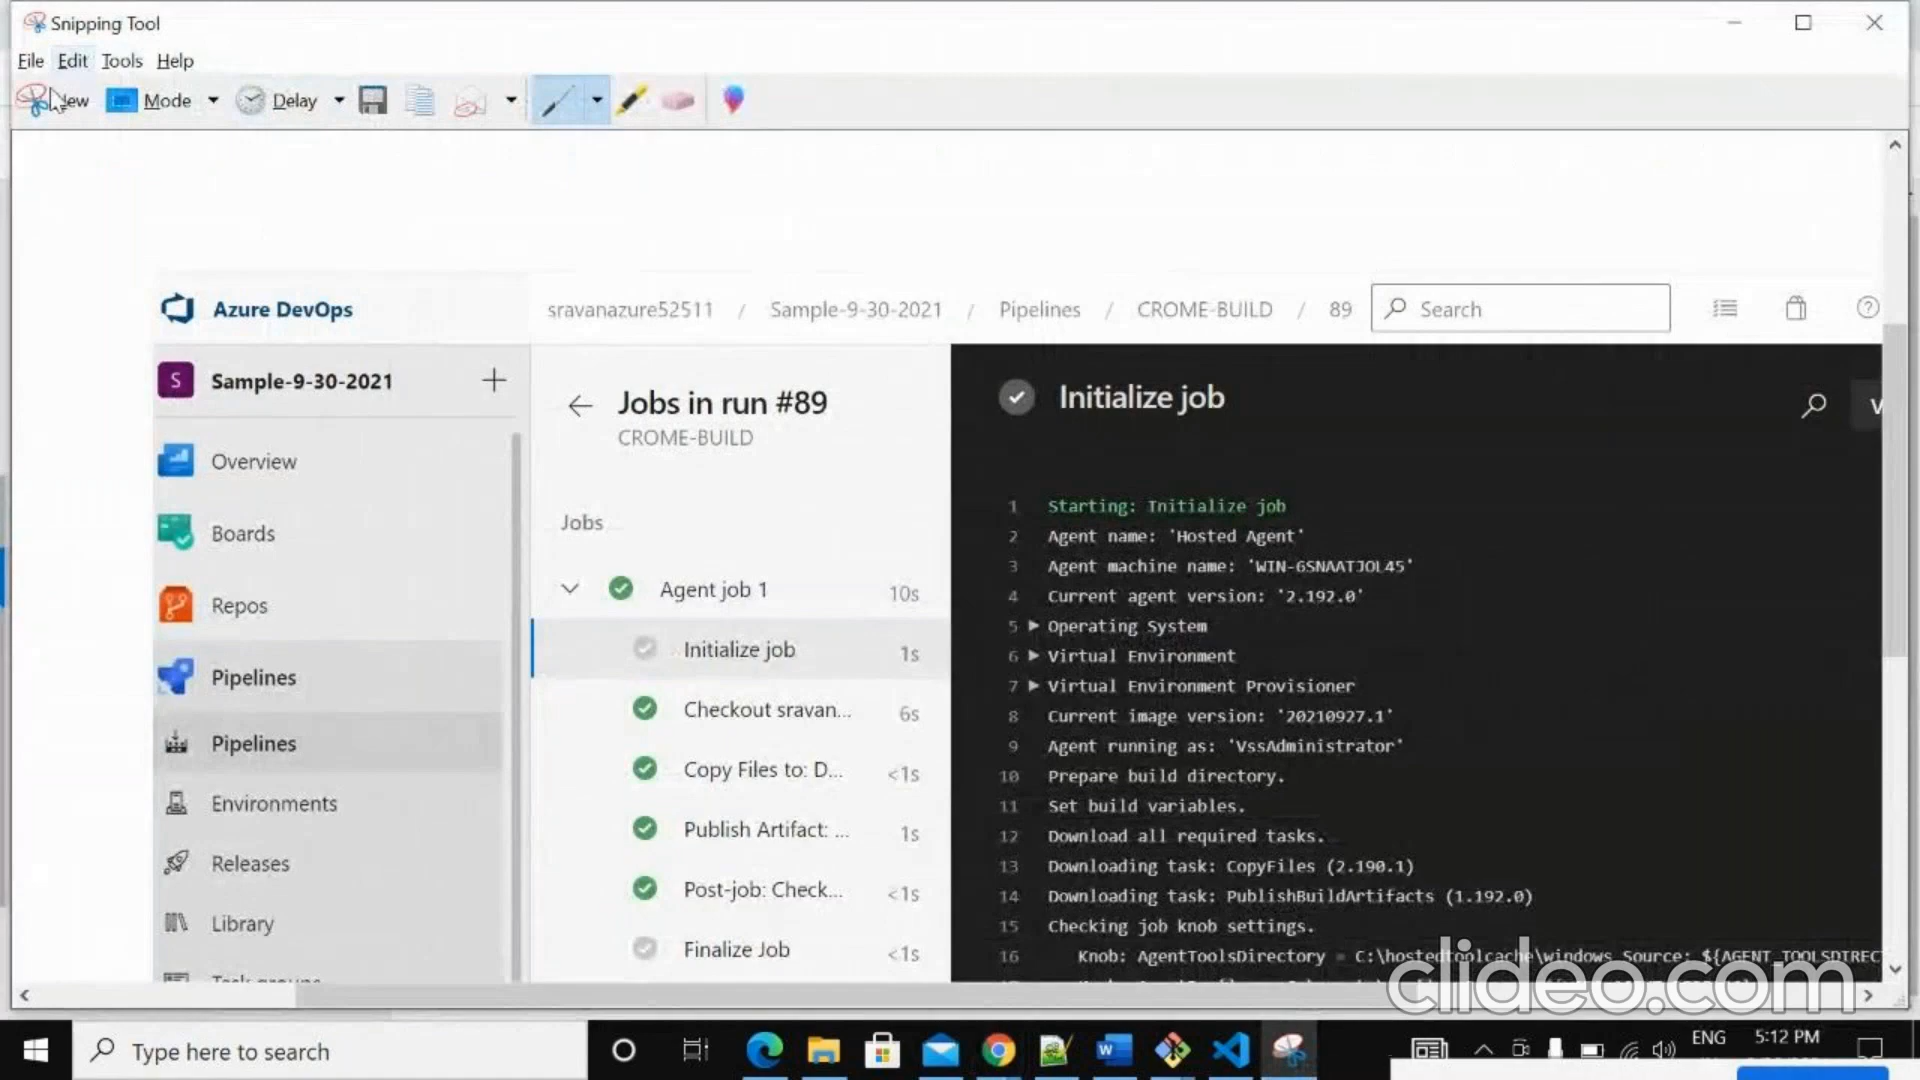 Snipping Tool
File Edit Tools Help
New Mode Delay
Azure DevOps
sravanazure52511 / Sample-9-30-2021 / Pipelines / CROME-BUILD / 89
Search
S Sample-9-30-2021
Overview
Boards
Repos
Pipelines
Pipelines
Environments
Releases
Library
Task groups
Jobs in run #89
CROME-BUILD
Jobs
Agent job 1 10s
Initialize job 1s
Checkout sravan... 6s
Copy Files to: D... <1s
Publish Artifact: ... 1s
Post-job: Check... <1s
Finalize Job <1s
Initialize job
1 Starting: Initialize job
2 Agent name: 'Hosted Agent'
3 Agent machine name: 'WIN-6SNAATJOL45'
4 Current agent version: '2.192.0'
5 Operating System
6 Virtual Environment
7 Virtual Environment Provisioner
8 Current image version: '20210927.1'
9 Agent running as: 'VssAdministrator'
10 Prepare build directory.
11 Set build variables.
12 Download all required tasks.
13 Downloading task: CopyFiles (2.190.1)
14 Downloading task: PublishBuildArtifacts (1.192.0)
15 Checking job knob settings.
16 Knob: AgentToolsDirectory = C:\hostedtoolcache\windows Source: ${AGENT_TOOLSDIRECT
clideo.com
Type here to search
ENG
5:12 PM